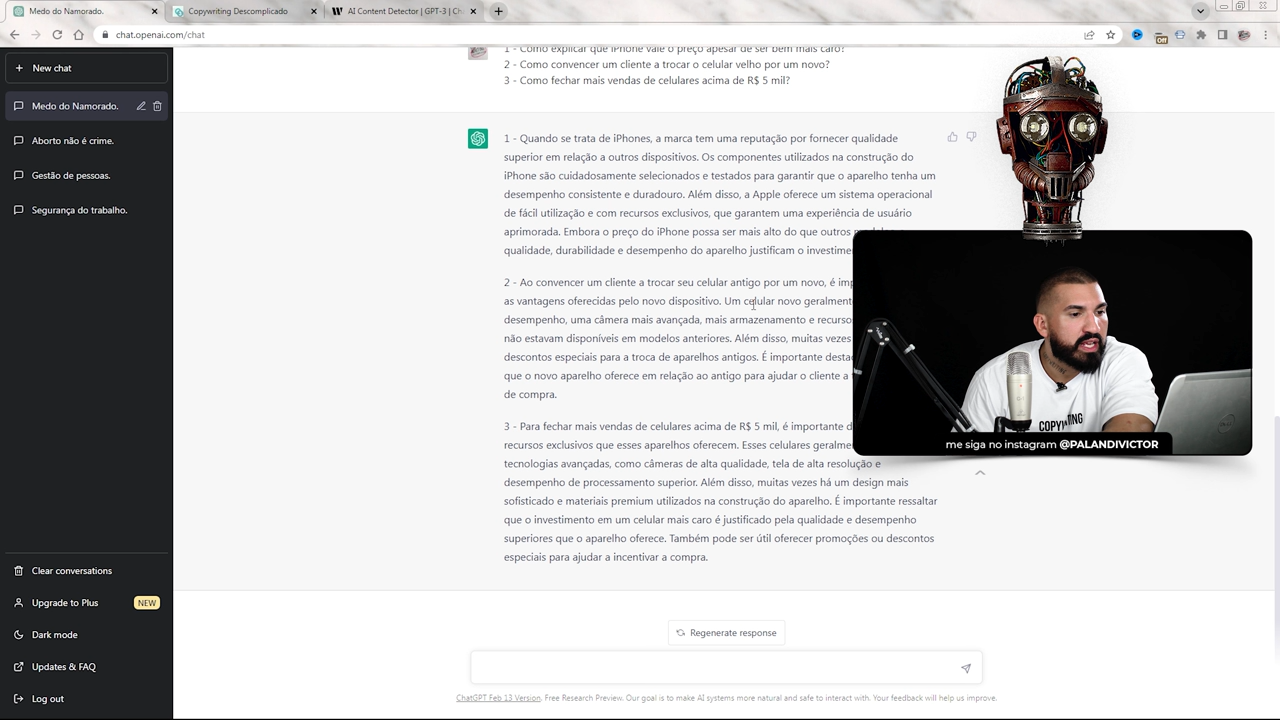 Medo do Namorado.
Copywriting Descomplicado
AI Content Detector | GPT-3 | Ch
chat.openai.com/chat
Off
New chat
Medo do Namorado.
Aborto não é crime.
Gestão de pessoas.
Segurança do trabalho.
Clear conversations
Upgrade to Plus
NEW
Dark mode
Updates & FAQ
Log out
1 - Como explicar que iPhone vale o preço apesar de ser bem mais caro?
2 - Como convencer um cliente a trocar o celular velho por um novo?
3 - Como fechar mais vendas de celulares acima de R$ 5 mil?
1 - Quando se trata de iPhones, a marca tem uma reputação por fornecer qualidade
superior em relação a outros dispositivos. Os componentes utilizados na construção do
iPhone são cuidadosamente selecionados e testados para garantir que o aparelho tenha um
desempenho consistente e duradouro. Além disso, a Apple oferece um sistema operacional
de fácil utilização e com recursos exclusivos, que garantem uma experiência de usuário
aprimorada. Embora o preço do iPhone possa ser mais alto do que outros
qualidade, durabilidade e desempenho do aparelho justificam o
2 - Ao convencer um cliente a trocar seu celular antigo por um novo, é
as vantagens oferecidas pelo novo dispositivo. Um celular novo geralmente
desempenho, uma câmera mais avançada, mais armazenamento e recursos
não estavam disponíveis em modelos anteriores. Além disso, muitas vezes
descontos especiais para a troca de aparelhos antigos. É importante
que o novo aparelho oferece em relação ao antigo para ajudar o cliente a
de compra.
3 - Para fechar mais vendas de celulares acima de R$ 5 mil, é importante
recursos exclusivos que esses aparelhos oferecem. Esses celulares
tecnologias avançadas, como câmeras de alta qualidade, tela de alta resolução e
desempenho de processamento superior. Além disso, muitas vezes há um design mais
sofisticado e materiais premium utilizados na construção do aparelho. É importante ressaltar
que o investimento em um celular mais caro é justificado pela qualidade e desempenho
superiores que o aparelho oferece. Também pode ser útil oferecer promoções ou descontos
especiais para ajudar a incentivar a compra.
me siga no instagram @PALANDIVICTOR
Regenerate response
ChatGPT Feb 13 Version. Free Research Preview. Our goal is to make AI systems more natural and safe to interact with. Your feedback will help us improve.